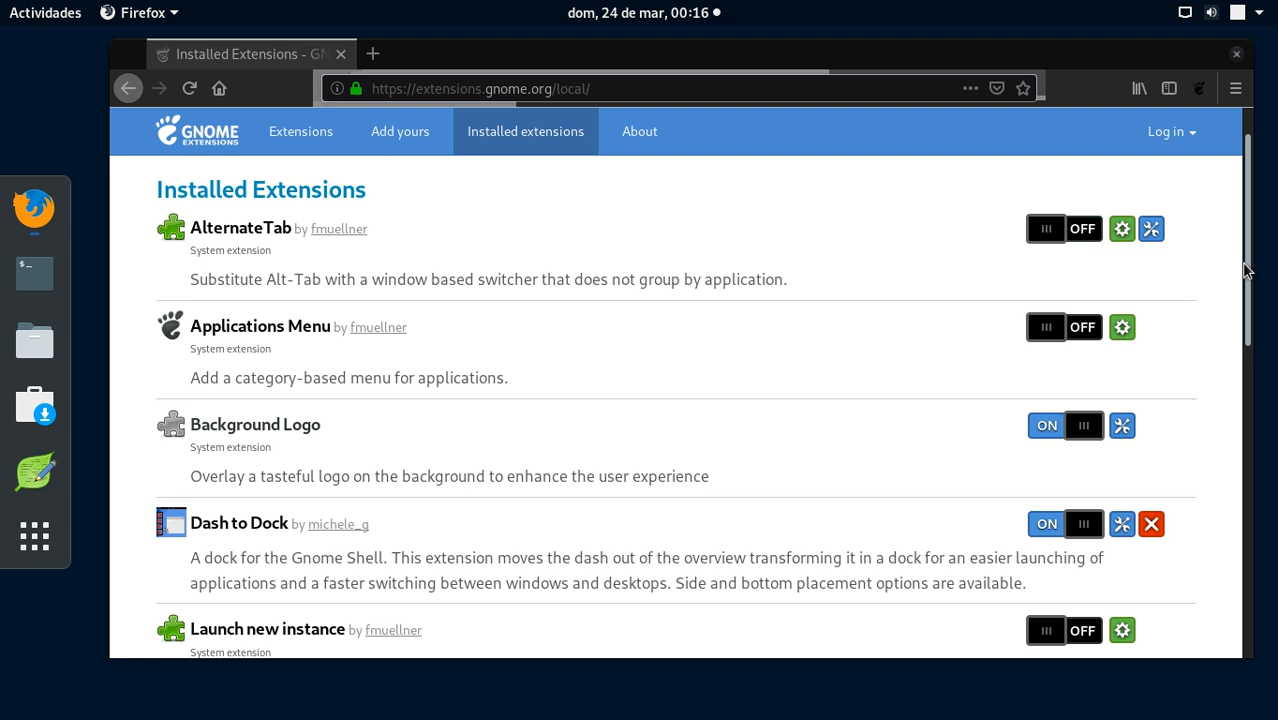 Actividades Firefox dom, 24 de mar, 00:16
Installed Extensions - GN
https://extensions.gnome.org/local/
GNOME EXTENSIONS Extensions Add yours Installed extensions About Log in
Installed Extensions
AlternateTab by fmuellner OFF
System extension
Substitute Alt-Tab with a window based switcher that does not group by application.
Applications Menu by fmuellner OFF
System extension
Add a category-based menu for applications.
Background Logo ON
System extension
Overlay a tasteful logo on the background to enhance the user experience
Dash to Dock by michele_g ON
A dock for the Gnome Shell. This extension moves the dash out of the overview transforming it in a dock for an easier launching of
applications and a faster switching between windows and desktops. Side and bottom placement options are available.
Launch new instance by fmuellner OFF
System extension